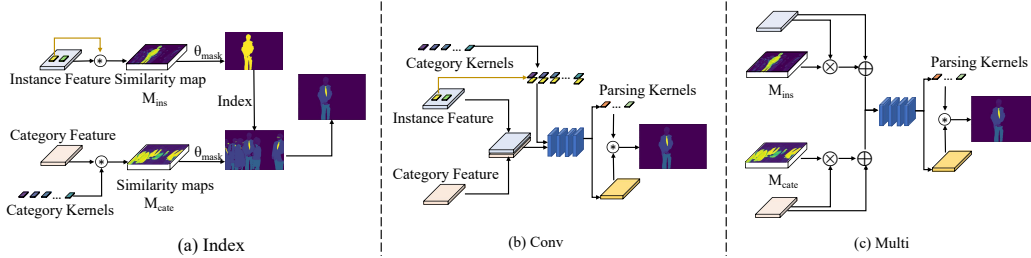 θmask
Instance Feature Similarity map
Mins
Index
Category Feature
θmask
Similarity maps
Mcate
Category Kernels
(a) Index
Category Kernels
Parsing Kernels
Instance Feature
Category Feature
(b) Conv
Mins
Parsing Kernels
Mcate
(c) Multi